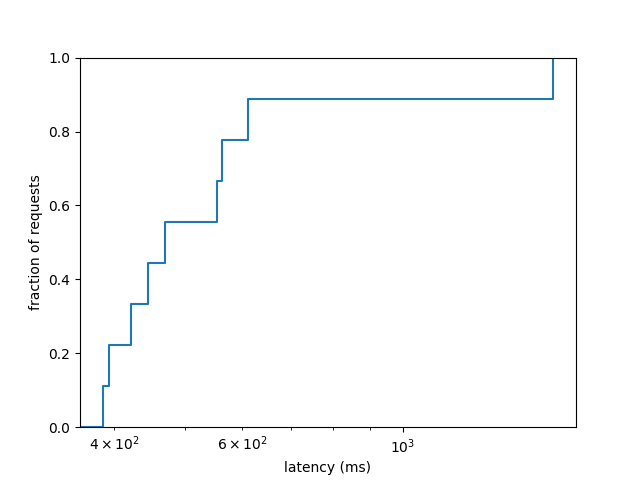 1.0
0.8
0.6
0.4
0.2
0.0
fraction of requests
4 × 10²
6 × 10²
10³
latency (ms)